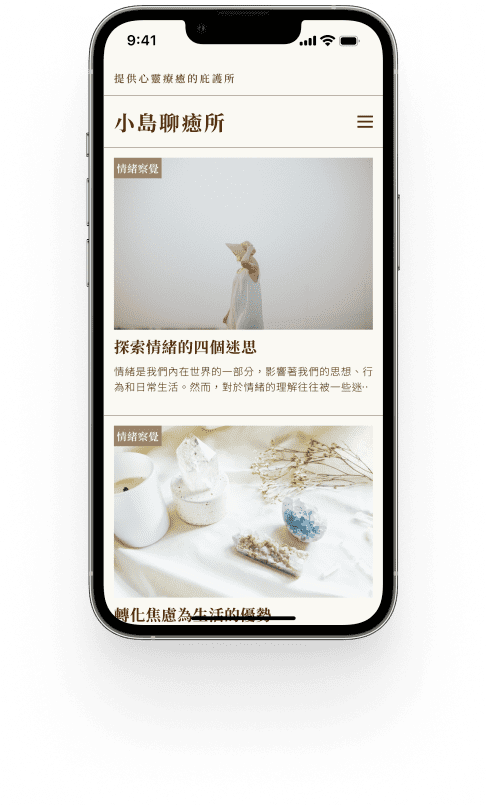 9:41
提供心靈療癒的庇護所
小島聊癒所
情緒察覺
探索情緒的四個迷思
情緒是我們內在世界的一部分，影響著我們的思想、行
為和日常生活。然而，對於情緒的理解往往被一些迷…
情緒察覺
轉化焦慮為生活的優勢